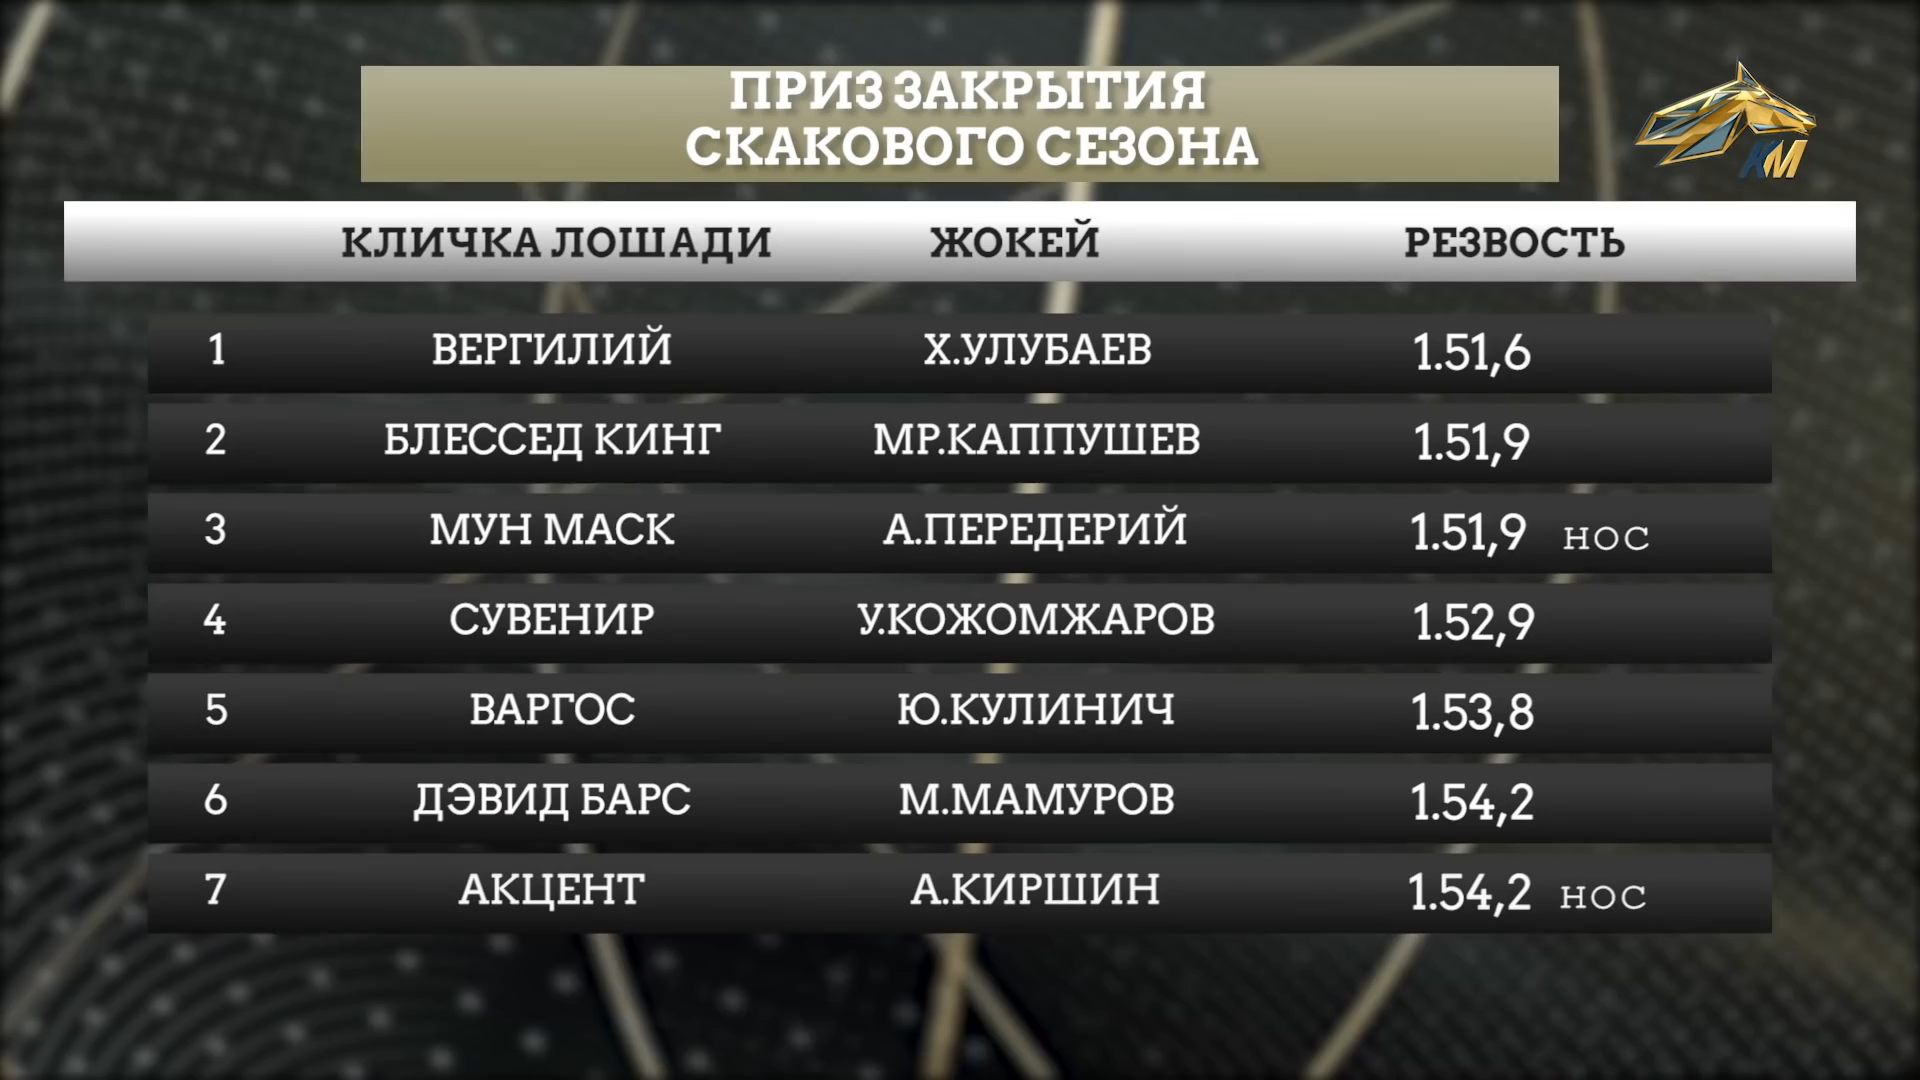 ПРИЗ ЗАКРЫТИЯ
СКАКОВОГО СЕЗОНА
КМ
КЛИЧКА ЛОШАДИ ЖОКЕЙ РЕЗВОСТЬ
1 ВЕРГИЛИЙ Х.УЛУБАЕВ 1.51,6
2 БЛЕССЕД КИНГ МР.КАППУШЕВ 1.51,9
3 МУН МАСК А.ПЕРЕДЕРИЙ 1.51,9 НОС
4 СУВЕНИР У.КОЖОМЖАРОВ 1.52,9
5 ВАРГОС Ю.КУЛИНИЧ 1.53,8
6 ДЭВИД БАРС М.МАМУРОВ 1.54,2
7 АКЦЕНТ А.КИРШИН 1.54,2 НОС